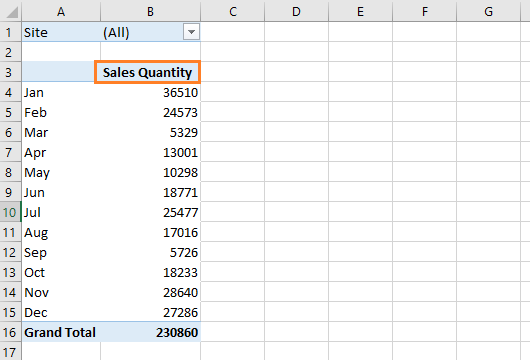 A B C D E F G
1 Site (All)
2
3 Sales Quantity
4 Jan 36510
5 Feb 24573
6 Mar 5329
7 Apr 13001
8 May 10298
9 Jun 18771
10 Jul 25477
11 Aug 17016
12 Sep 5726
13 Oct 18233
14 Nov 28640
15 Dec 27286
16 Grand Total 230860
17